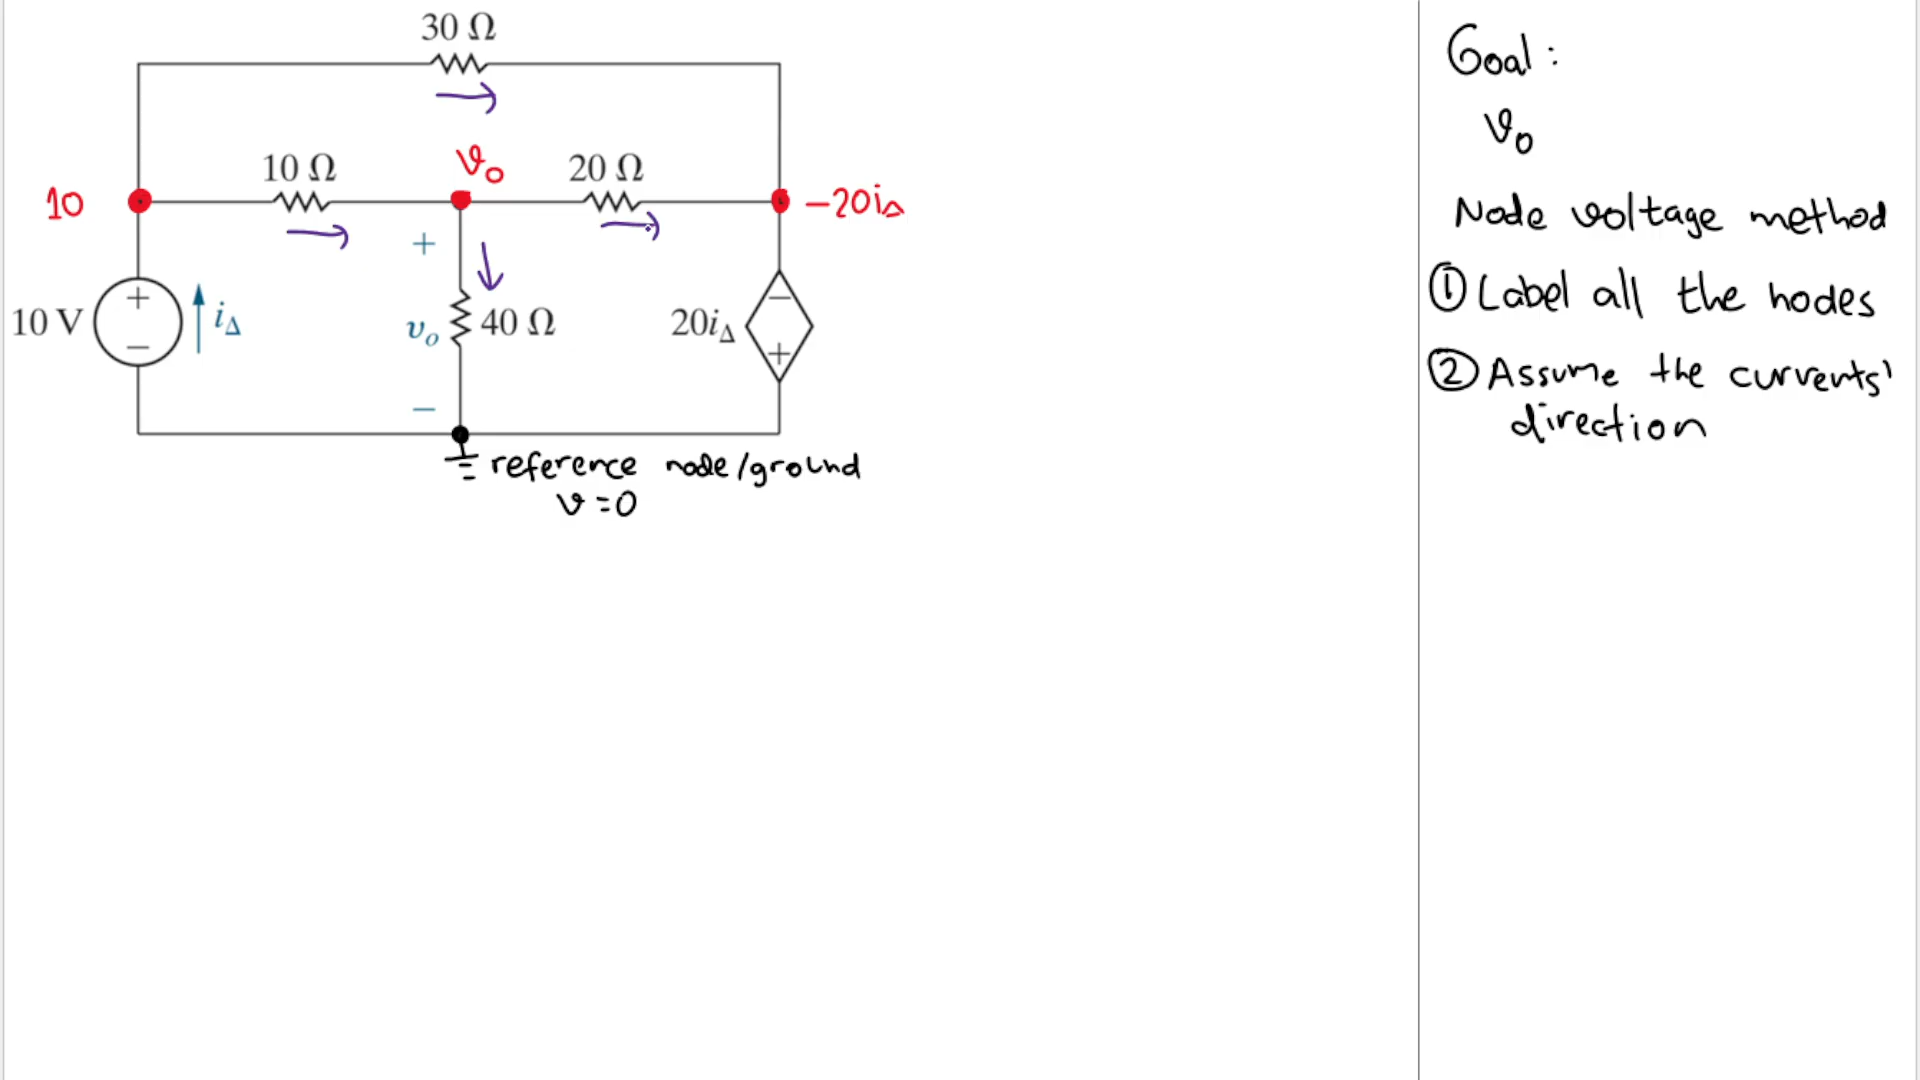 30 Ω
10 Ω
v₀
20 Ω
10
-20i△
+
10 V
+
−
i△
v₀
40 Ω
20i△
−
+
−
reference node/ground
v=0
Goal:
v₀
Node voltage method
① Label all the nodes
② Assume the currents'
direction